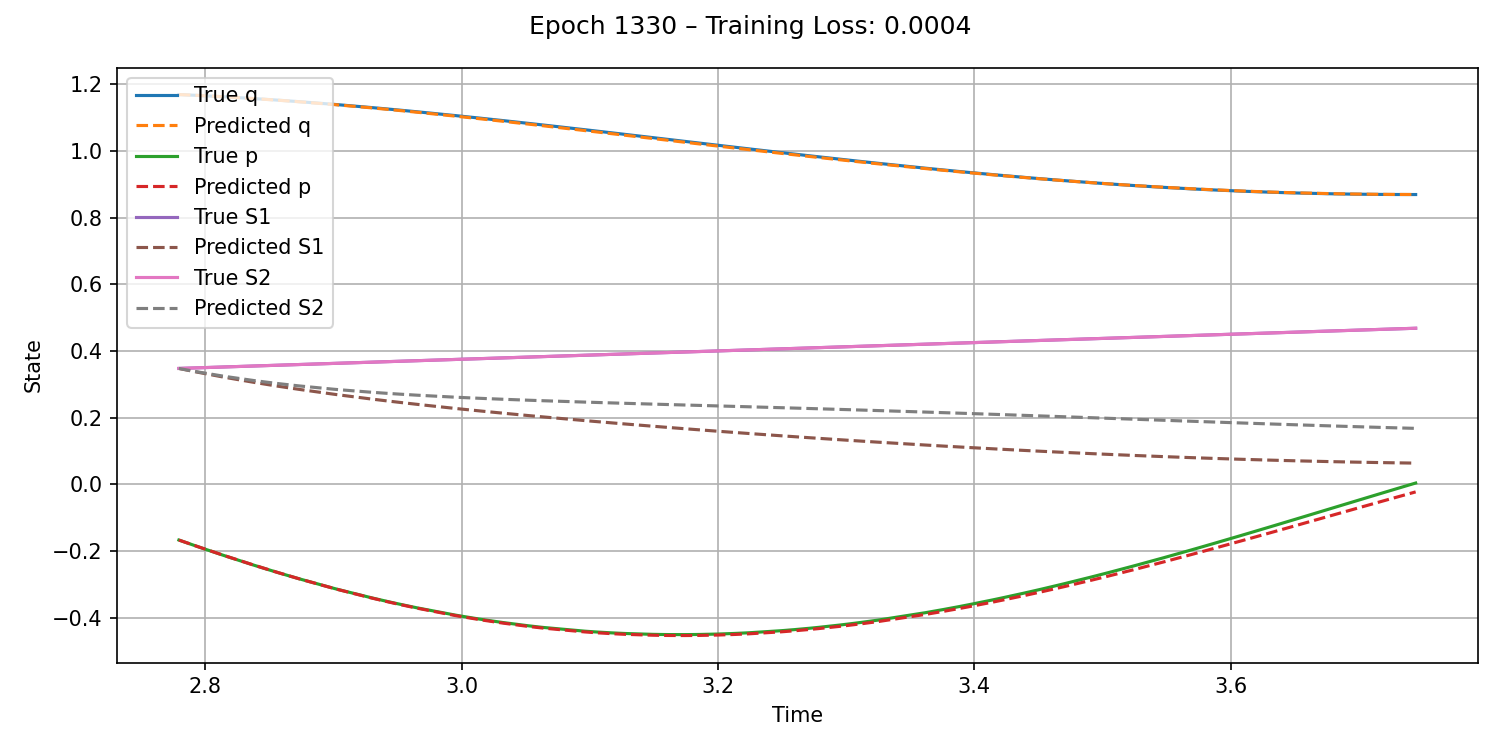 Epoch 1330 – Training Loss: 0.0004
True q
Predicted q
True p
Predicted p
True S1
Predicted S1
True S2
Predicted S2
1.2
1.0
0.8
0.6
0.4
0.2
0.0
−0.2
−0.4
State
2.8
3.0
3.2
3.4
3.6
Time